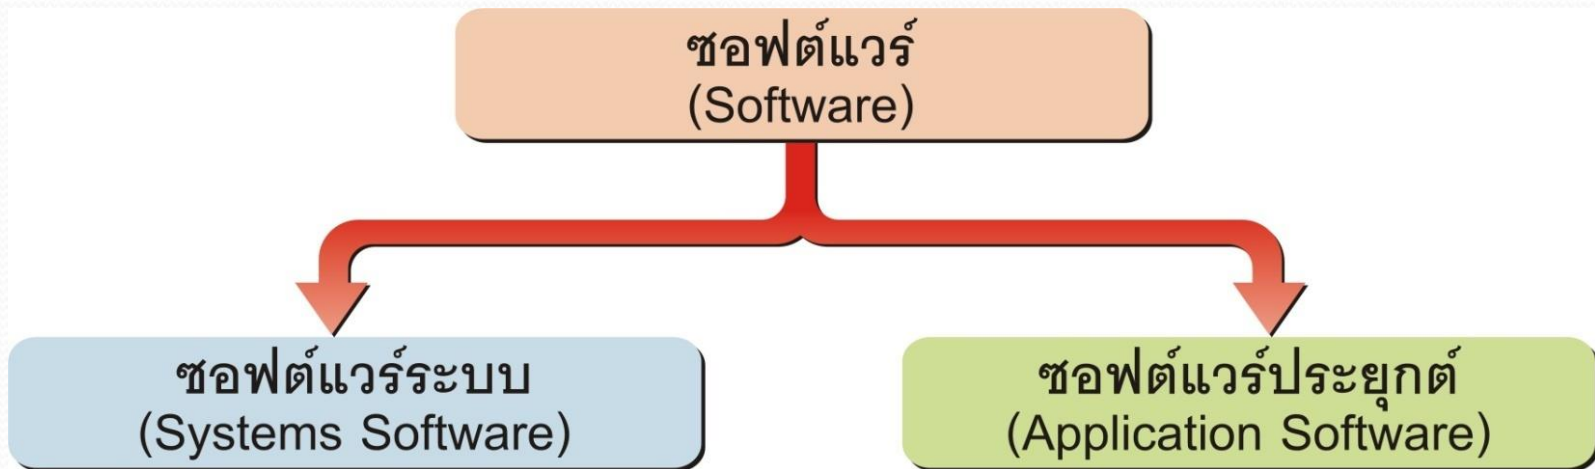 ซอฟต์แวร์
(Software)
ซอฟต์แวร์ระบบ
(Systems Software)
ซอฟต์แวร์ประยุกต์
(Application Software)